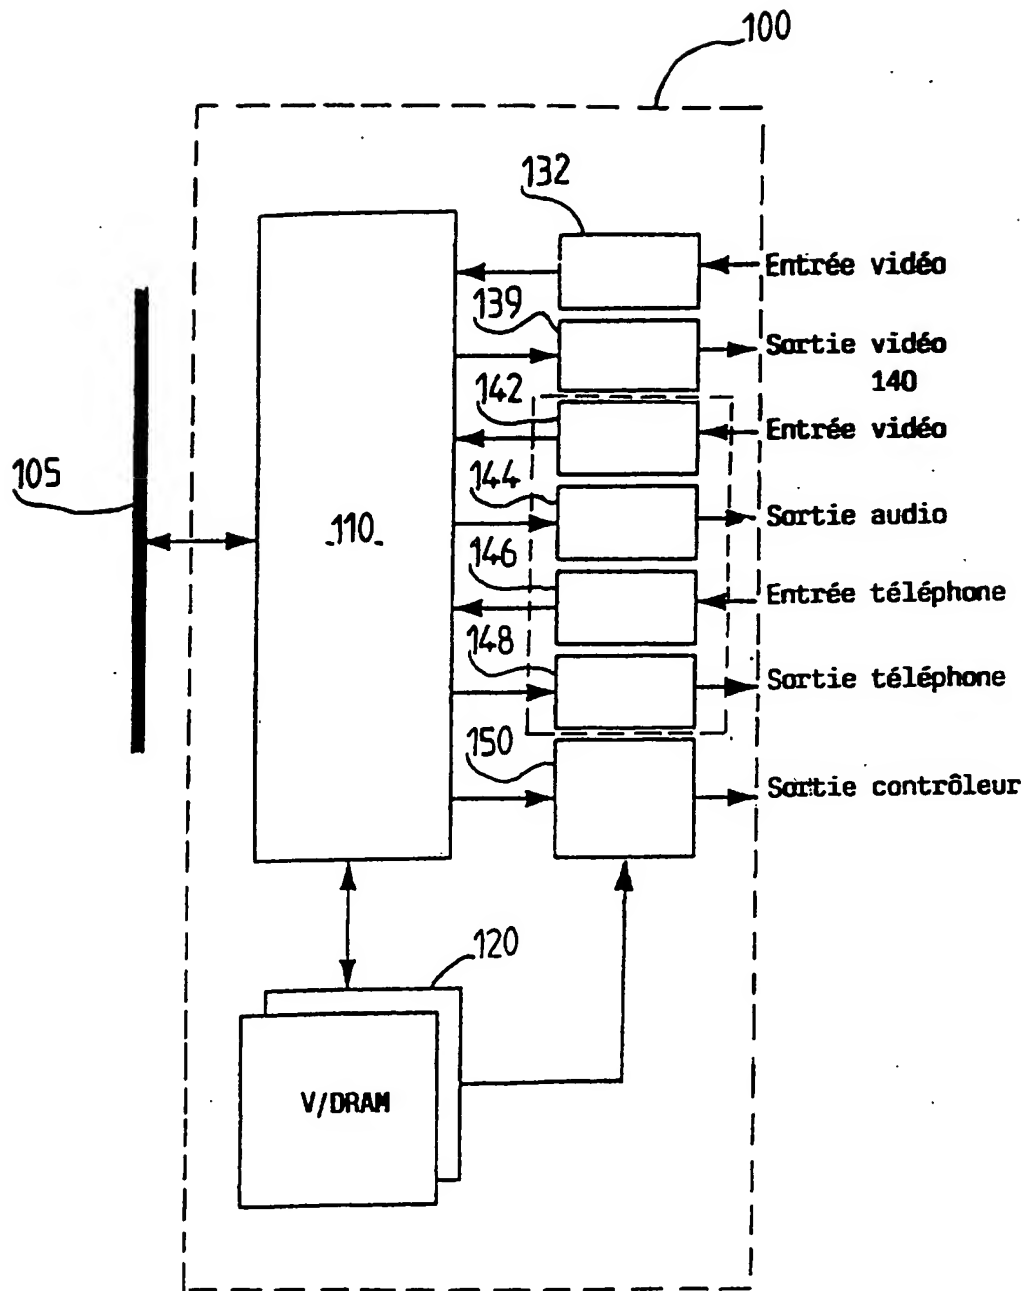 100
132
Entrée vidéo
139
Sortie vidéo
140
142
Entrée vidéo
105
144
Sortie audio
110
146
Entrée téléphone
148
Sortie téléphone
150
Sortie contrôleur
120
V/DRAM